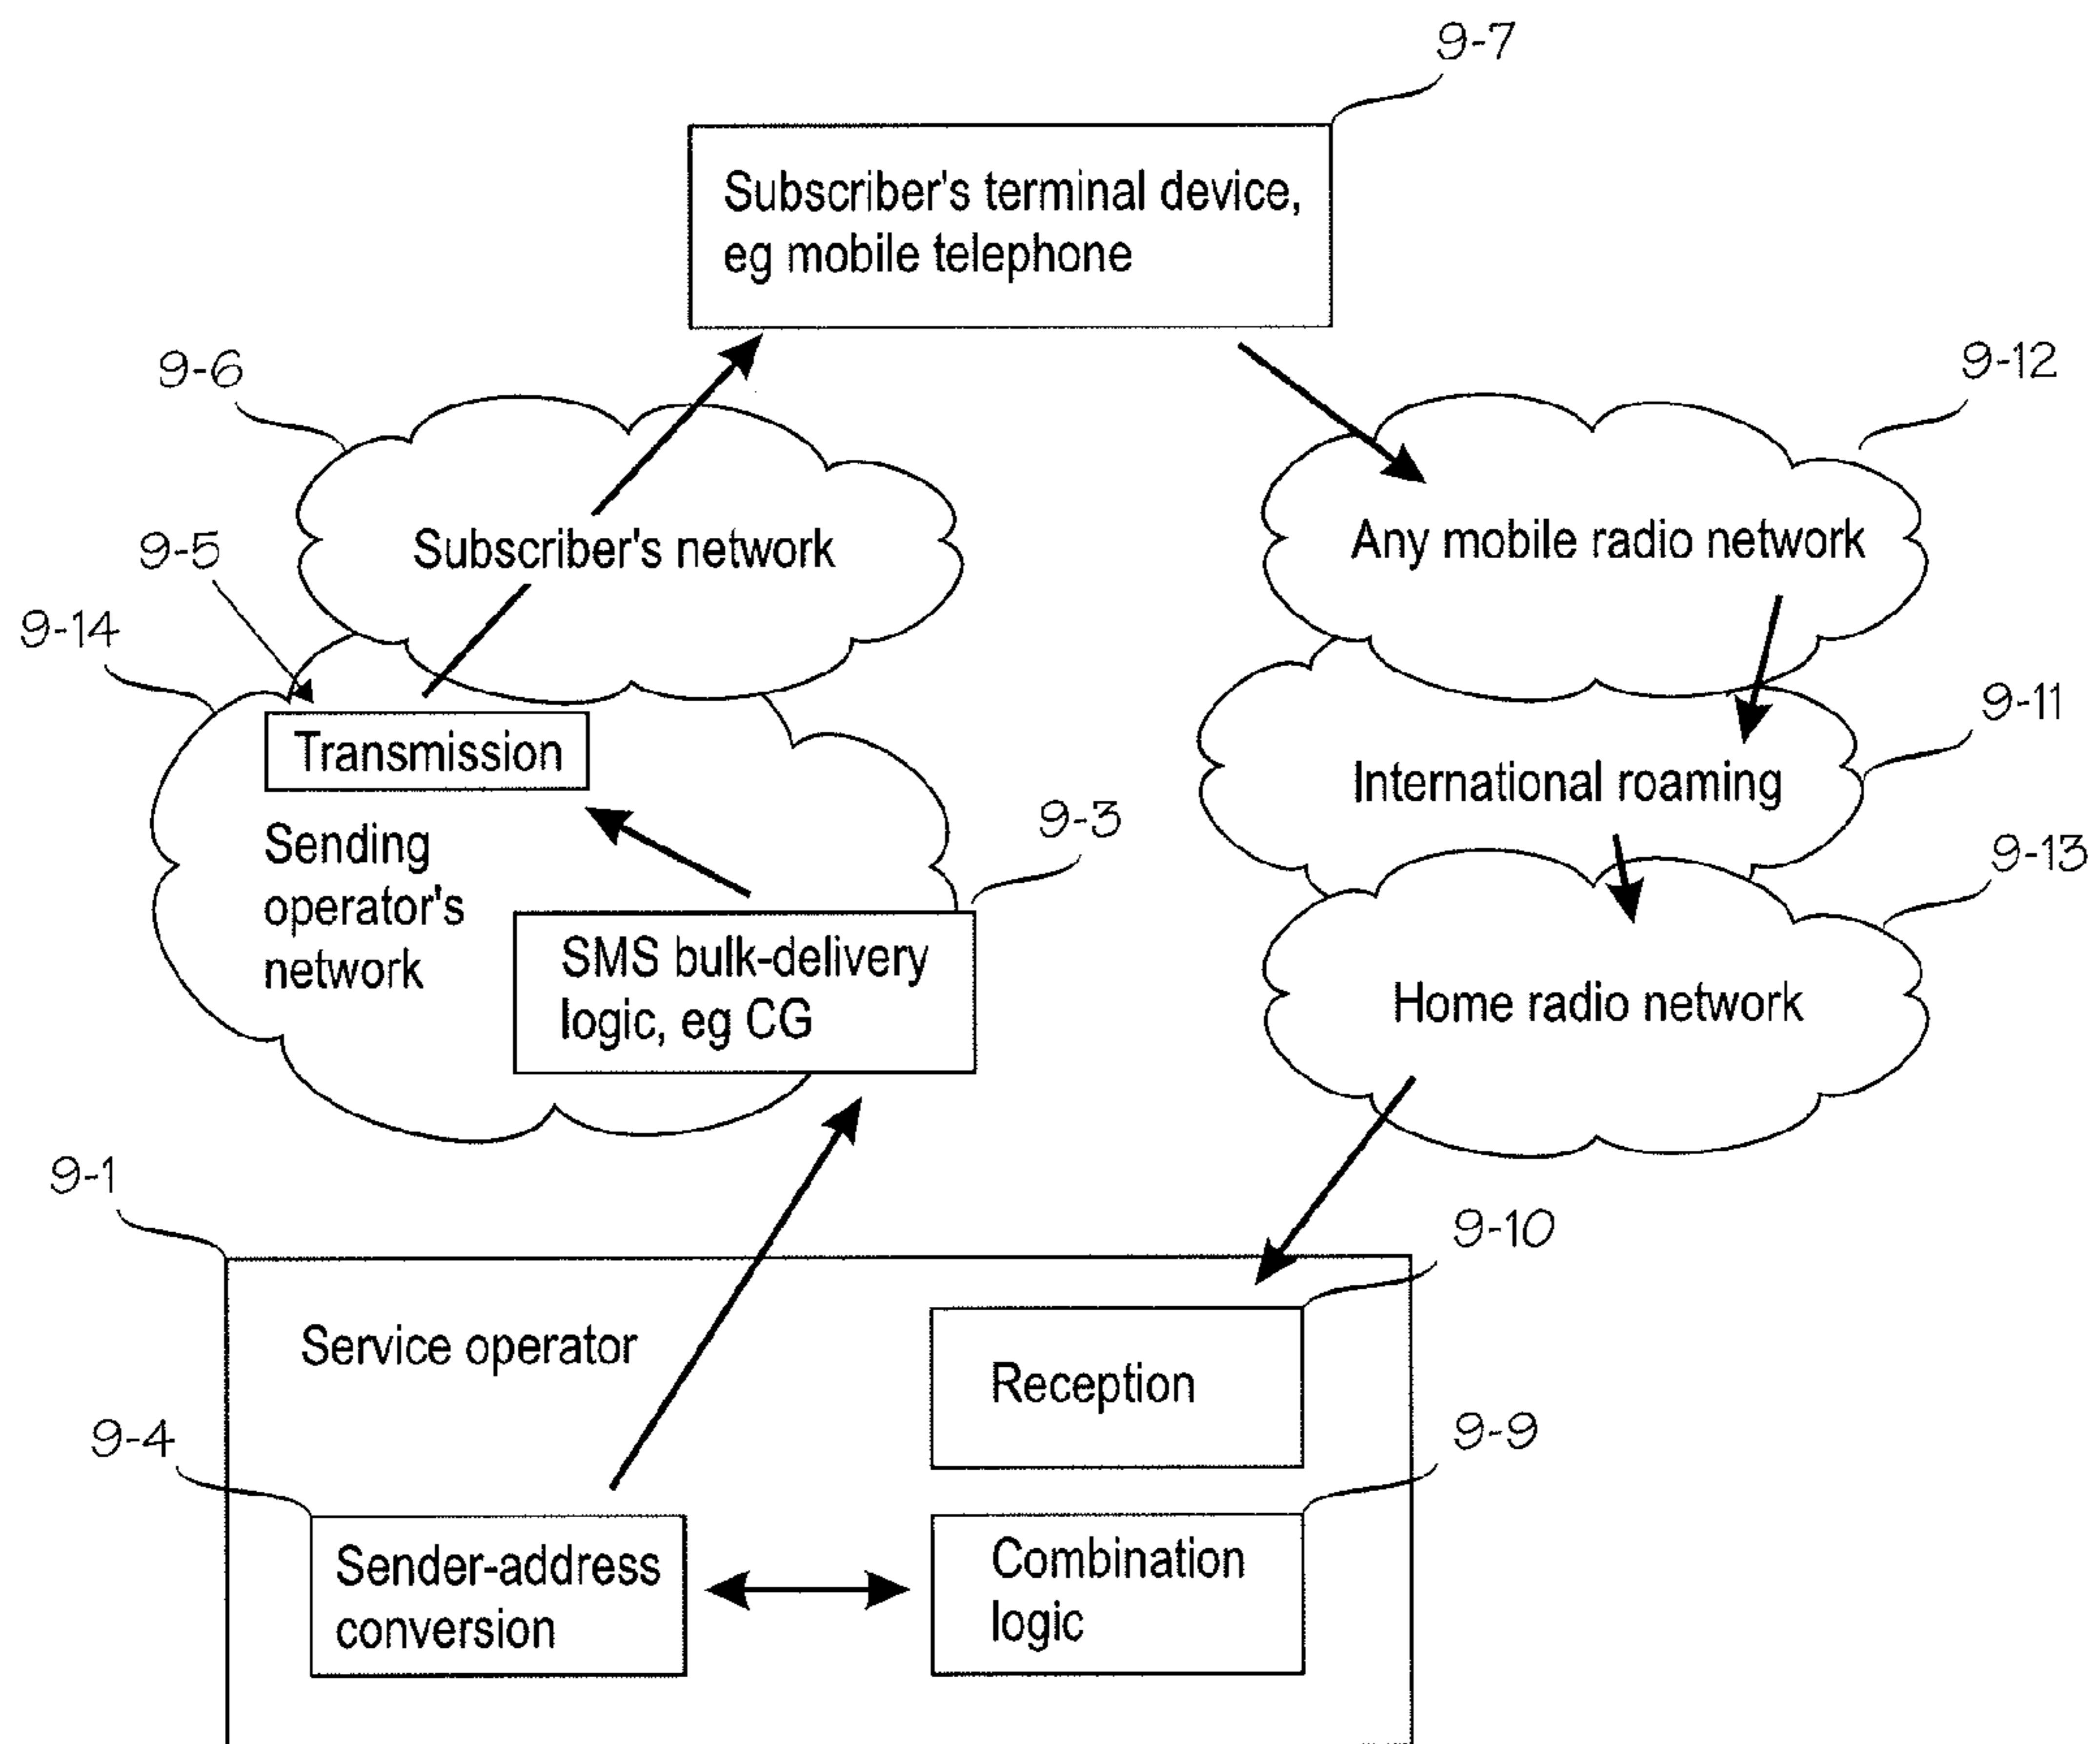 9-7
Subscriber's terminal device,
eg mobile telephone
9-6
9-12
Subscriber's network
Any mobile radio network
9-5
9-14
9-11
Transmission
International roaming
9-3
Sending
operator's
network
9-13
SMS bulk-delivery
logic, eg CG
Home radio network
9-1
9-10
Service operator
Reception
9-4
9-9
Sender-address
conversion
Combination
logic